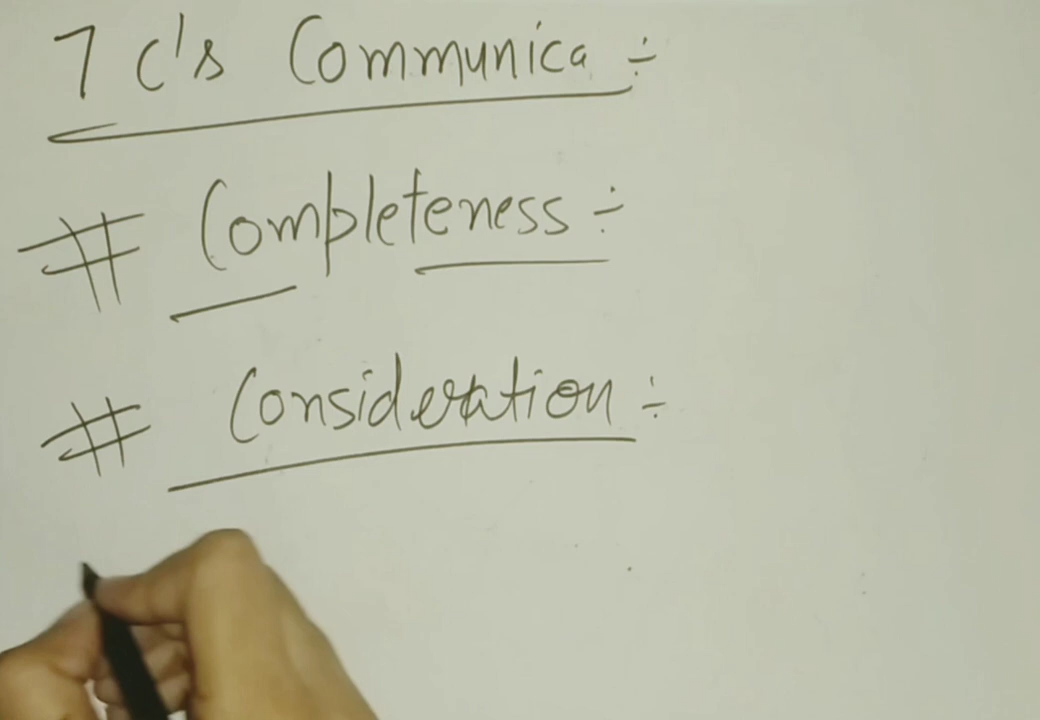 7 C's Communica ÷
# Completeness ÷
# Consideration ÷